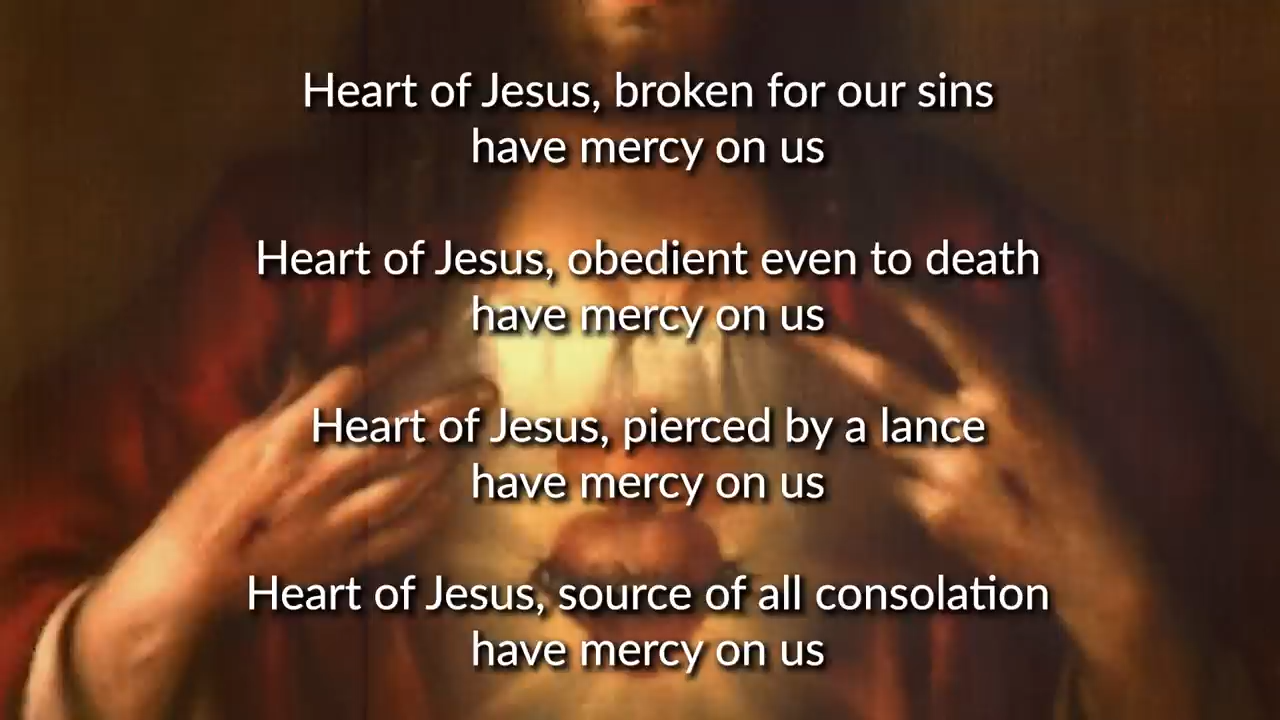 Heart of Jesus, broken for our sins
have mercy on us
Heart of Jesus, obedient even to death
have mercy on us
Heart of Jesus, pierced by a lance
have mercy on us
Heart of Jesus, source of all consolation
have mercy on us